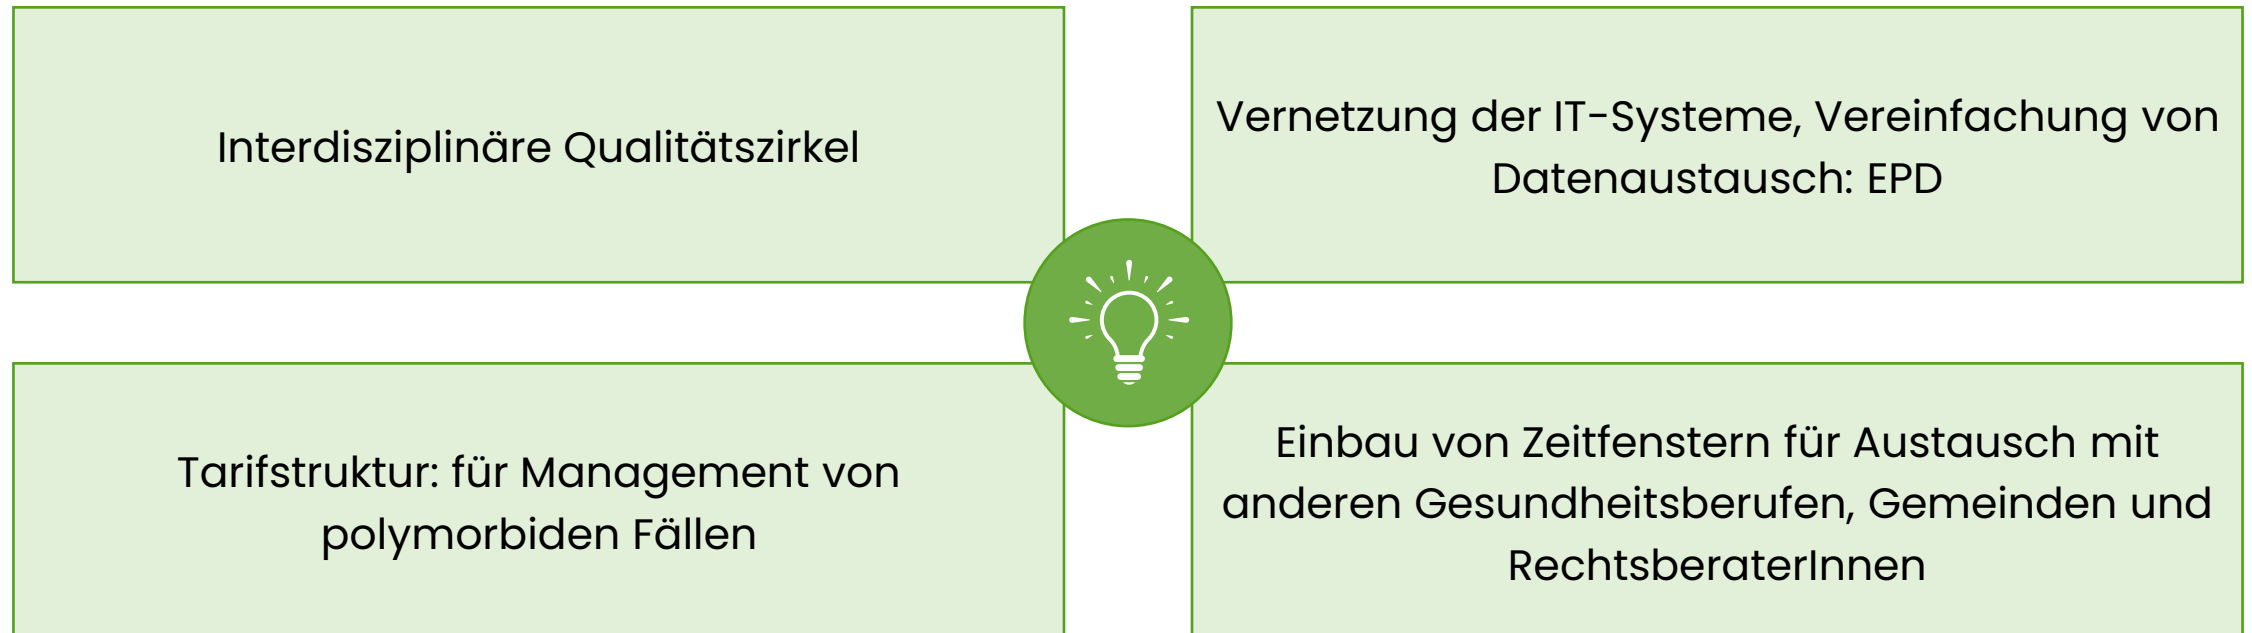 Interdisziplinäre Qualitätszirkel
Vernetzung der IT-Systeme, Vereinfachung von
Datenaustausch: EPD
Tarifstruktur: für Management von
polymorbiden Fällen
Einbau von Zeitfenstern für Austausch mit
anderen Gesundheitsberufen, Gemeinden und
RechtsberaterInnen